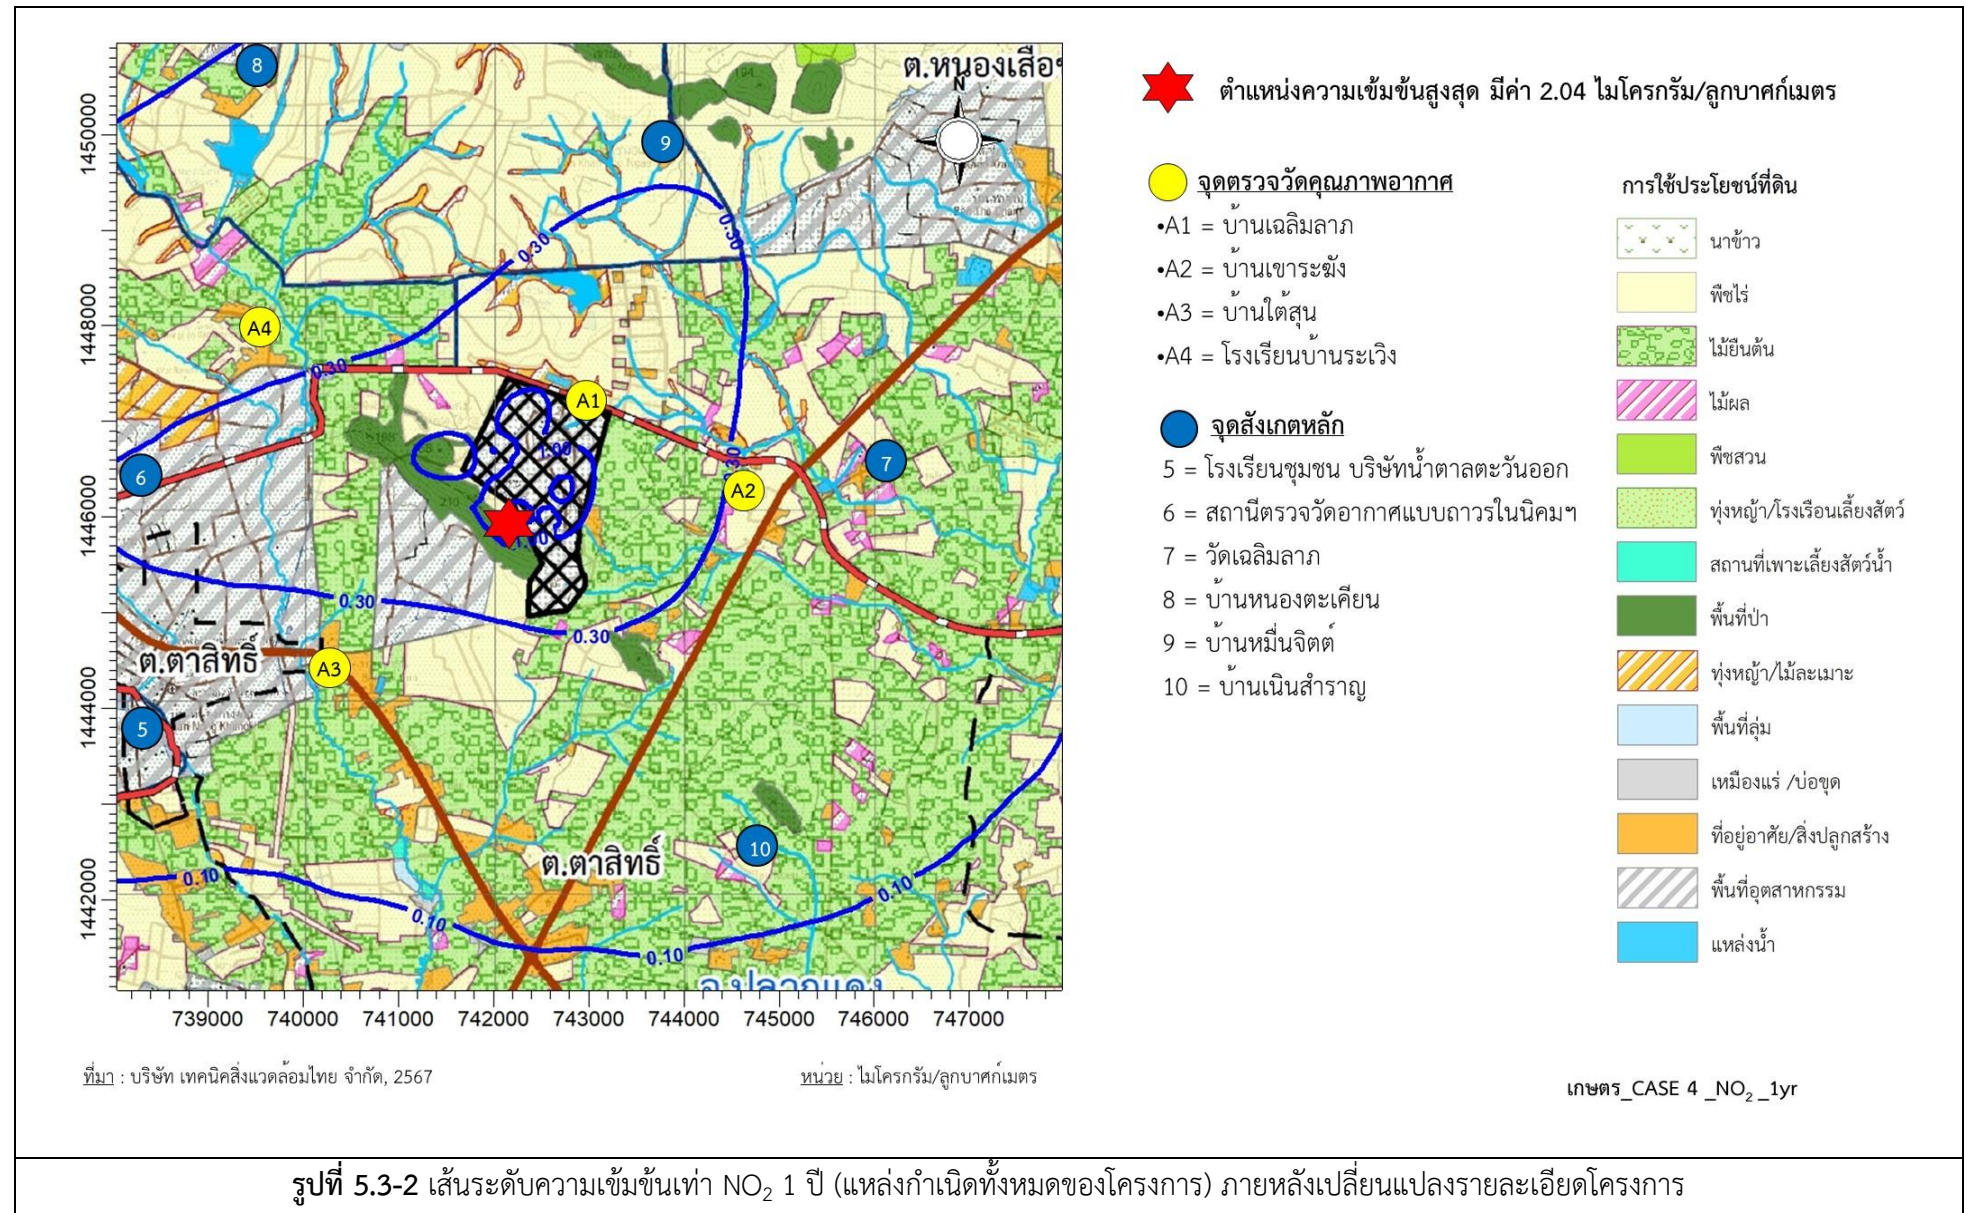 ต.หนองเสือช
N
8
9
0.30
0.30
A4
0.30
A1
1.00
6
7
0.30
A2
210
1.00
0.30
0.30
ต.ตาสิทธิ์
A3
5
10
ต.ตาสิทธิ์
0.10
0.10
0.10
0.10
อ.ปลวกแดง
1450000
1448000
1446000
1444000
1442000
739000 740000 741000 742000 743000 744000 745000 746000 747000
ที่มา : บริษัท เทคนิคสิ่งแวดล้อมไทย จำกัด, 2567
หน่วย : ไมโครกรัม/ลูกบาศก์เมตร
ตำแหน่งความเข้มข้นสูงสุด มีค่า 2.04 ไมโครกรัม/ลูกบาศก์เมตร
จุดตรวจวัดคุณภาพอากาศ
•A1 = บ้านเฉลิมลาภ
•A2 = บ้านเขาระฆัง
•A3 = บ้านใต้สุน
•A4 = โรงเรียนบ้านระเวิง
จุดสังเกตหลัก
5 = โรงเรียนชุมชน บริษัทน้ำตาลตะวันออก
6 = สถานีตรวจวัดอากาศแบบถาวรในนิคมฯ
7 = วัดเฉลิมลาภ
8 = บ้านหนองตะเคียน
9 = บ้านหมื่นจิตต์
10 = บ้านเนินสำราญ
การใช้ประโยชน์ที่ดิน
นาข้าว
พืชไร่
ไม้ยืนต้น
ไม้ผล
พืชสวน
ทุ่งหญ้า/โรงเรือนเลี้ยงสัตว์
สถานที่เพาะเลี้ยงสัตว์น้ำ
พื้นที่ป่า
ทุ่งหญ้า/ไม้ละเมาะ
พื้นที่ลุ่ม
เหมืองแร่ /บ่อขุด
ที่อยู่อาศัย/สิ่งปลูกสร้าง
พื้นที่อุตสาหกรรม
แหล่งน้ำ
เกษตร_CASE 4 _NO₂ _1yr
รูปที่ 5.3-2 เส้นระดับความเข้มข้นเท่า NO₂ 1 ปี (แหล่งกำเนิดทั้งหมดของโครงการ) ภายหลังเปลี่ยนแปลงรายละเอียดโครงการ